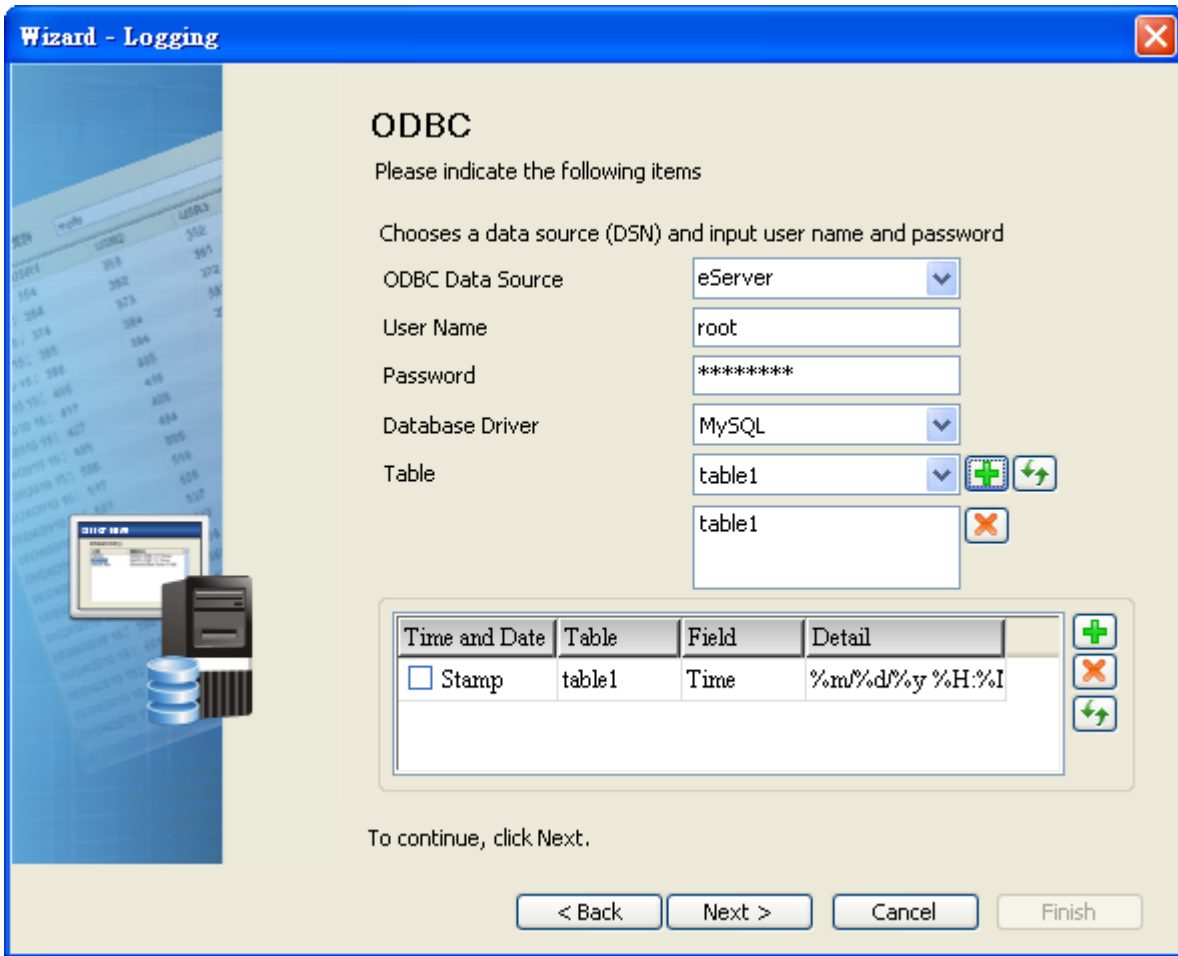 Wizard - Logging
ODBC
Please indicate the following items
Chooses a data source (DSN) and input user name and password
ODBC Data Source eServer
User Name root
Password ********
Database Driver MySQL
Table table1
table1
Time and Date Table Field Detail
Stamp table1 Time %m/%d/%y %H:%I
To continue, click Next.
< Back Next > Cancel Finish